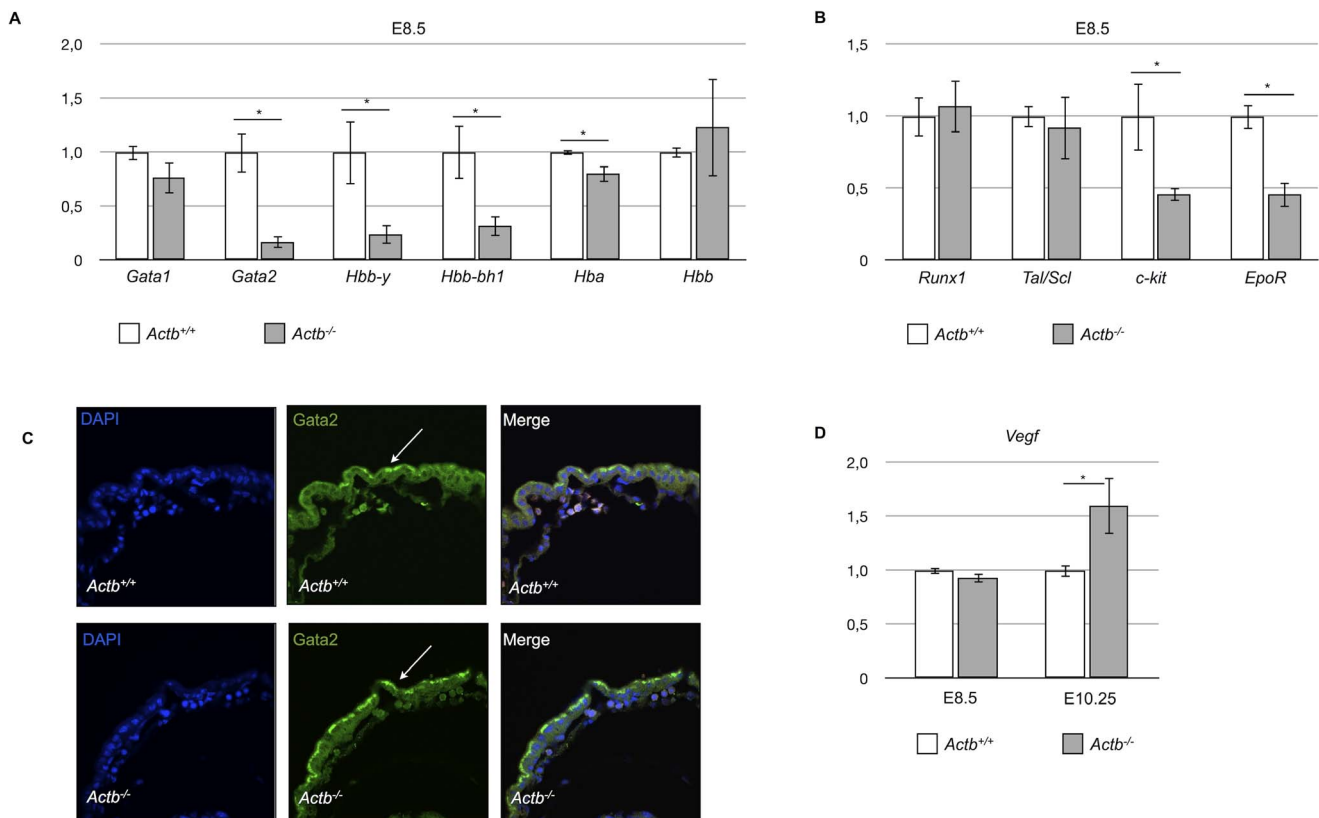 A
E8.5
2,0
1,5
1,0
0,5
0
*
*
*
*
Gata1 Gata2 Hbb-y Hbb-bh1 Hba Hbb
Actb+/+ Actb-/-
B
E8.5
1,5
1,0
0,5
0
*
*
Runx1 Tal/Scl c-kit EpoR
Actb+/+ Actb-/-
C
DAPI Gata2 Merge
Actb+/+ Actb+/+ Actb+/+
DAPI Gata2 Merge
Actb-/- Actb-/- Actb-/-
D
Vegf
2,0
1,5
1,0
0,5
0
*
E8.5 E10.25
Actb+/+ Actb-/-